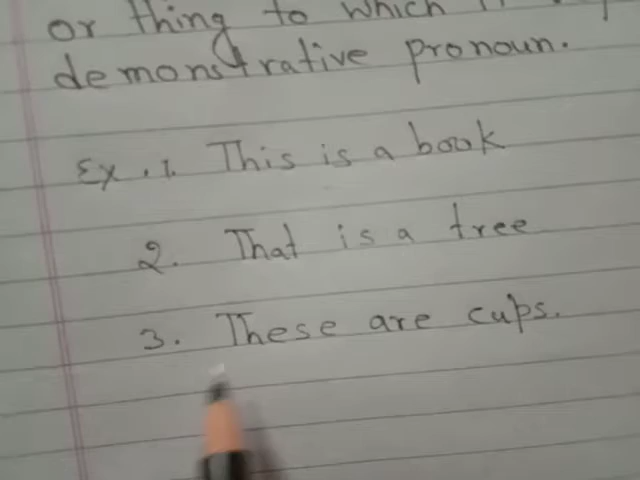 or thing to which
demonstrative pronoun.
Ex. 1. This is a book
2. That is a tree
3. These are cups.